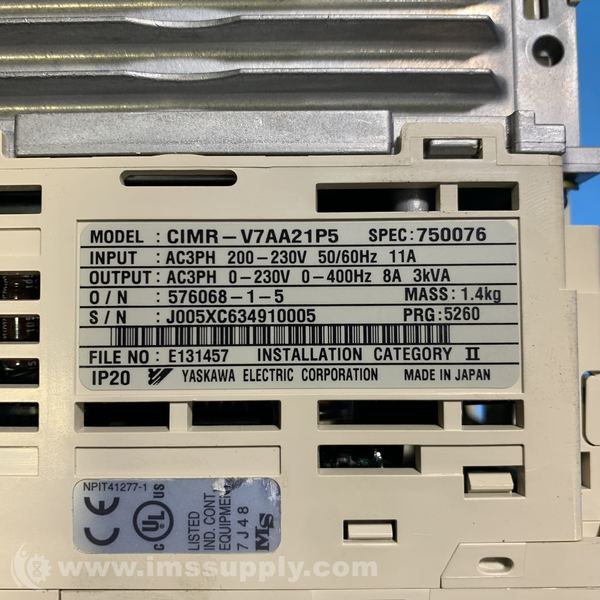 MODEL : CIMR-V7AA21P5 SPEC:750076
INPUT : AC3PH 200-230V 50/60Hz 11A
OUTPUT: AC3PH 0-230V 0-400Hz 8A 3kVA
O/N : 576068-1-5 MASS: 1.4kg
S/N : J005XC634910005 PRG:5260
FILE NO : E131457 INSTALLATION CATEGORY II
IP20 YASKAWA ELECTRIC CORPORATION MADE IN JAPAN
NPIT41277-1
CE
C UL US
LISTED
IND. CONT.
EQUIPMENT
7J48
MS
© www.imssupply.com/